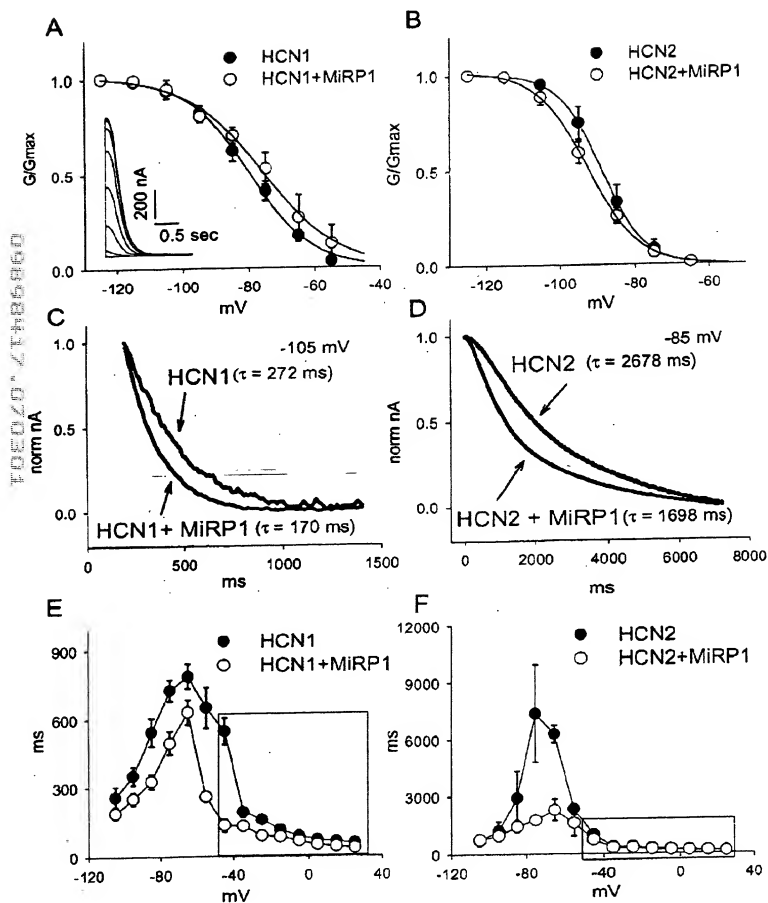 A
HCN1
HCN1+MiRP1
1.0
0.5
0.0
G/Gmax
200 nA
0.5 sec
-120 -100 -80 -60 -40
mV
B
HCN2
HCN2+MiRP1
1.0
0.5
0.0
G/Gmax
-120 -100 -80 -60
mV
C
-105 mV
HCN1 (τ = 272 ms)
HCN1+ MiRP1 (τ = 170 ms)
1.0
0.5
0.0
norm nA
0 500 1000 1500
ms
D
-85 mV
HCN2 (τ = 2678 ms)
HCN2 + MiRP1 (τ = 1698 ms)
1.0
0.5
0.0
norm nA
0 2000 4000 6000 8000
ms
E
HCN1
HCN1+MiRP1
900
600
300
0
ms
-120 -80 -40 0 40
mV
F
HCN2
HCN2+MiRP1
12000
9000
6000
3000
0
ms
-120 -80 -40 0 40
mV